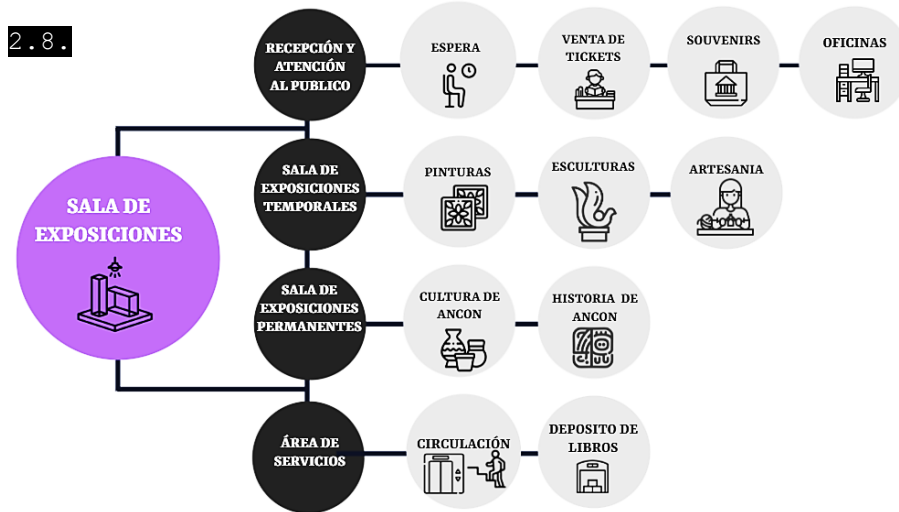 2.8.
SALA DE
EXPOSICIONES
RECEPCIÓN Y
ATENCIÓN
AL PUBLICO
ESPERA
VENTA DE
TICKETS
SOUVENIRS
OFICINAS
SALA DE
EXPOSICIONES
TEMPORALES
PINTURAS
ESCULTURAS
ARTESANIA
SALA DE
EXPOSICIONES
PERMANENTES
CULTURA DE
ANCON
HISTORIA DE
ANCON
ÁREA DE
SERVICIOS
CIRCULACIÓN
DEPOSITO DE
LIBROS